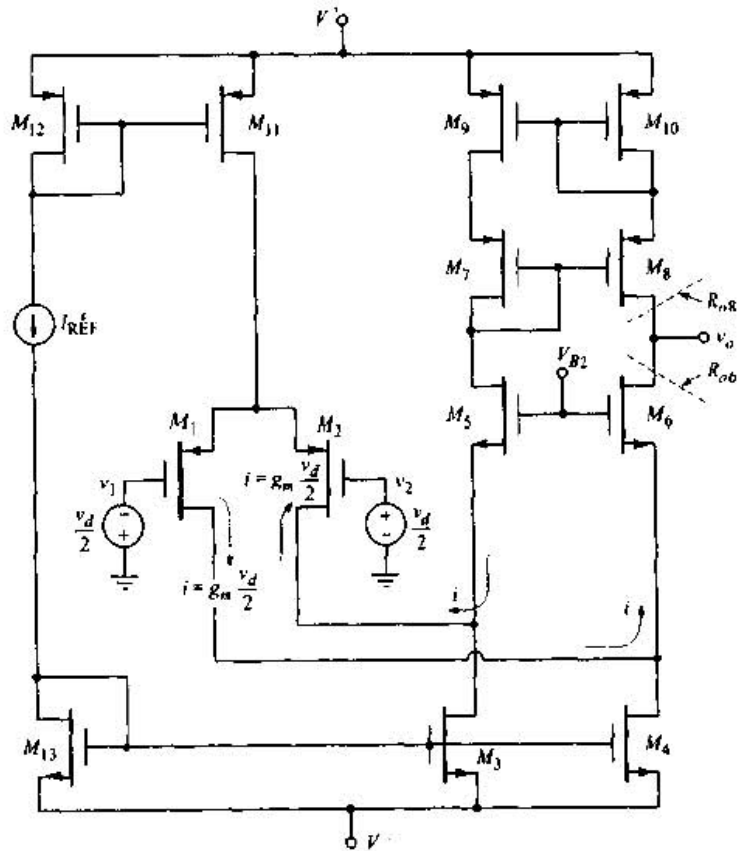 V+
M12
M11
M9
M10
M7
M8
Ro8
IREF
vo
VB2
Ro6
M5
M6
M1
M2
v1
i = gm vd/2
v2
vd/2
− +
+ −
vd/2
i = gm vd/2
i
i
M13
M3
M4
V